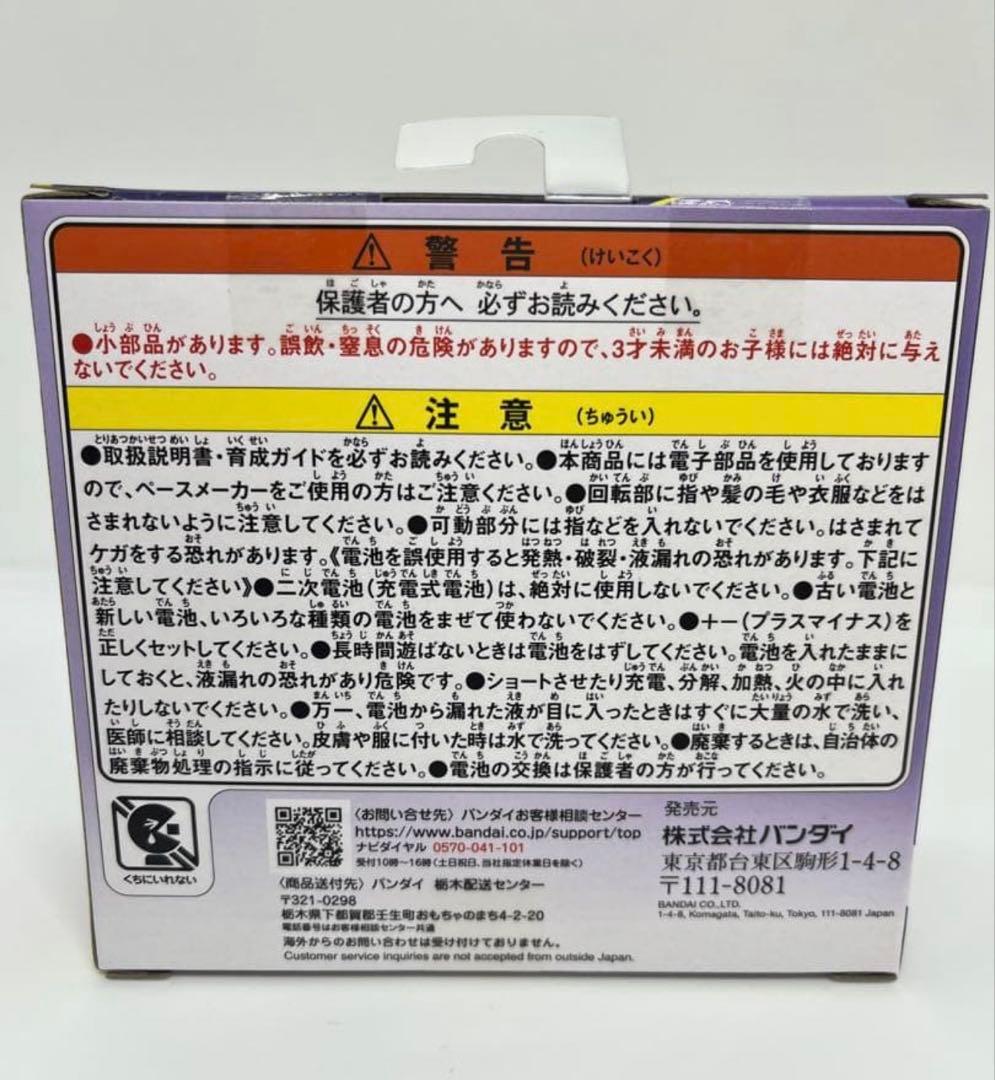 警告 (けいこく)
保護者の方へ 必ずお読みください。
●小部品があります。誤飲・窒息の危険がありますので、3才未満のお子様には絶対に与え
ないでください。
注意 (ちゅうい)
●取扱説明書・育成ガイドを必ずお読みください。●本商品には電子部品を使用しております
ので、ペースメーカーをご使用の方はご注意ください。●回転部に指や髪の毛や衣服などをは
さまれないように注意してください。●可動部分には指などを入れないでください。はさまれて
ケガをする恐れがあります。《電池を誤使用すると発熱・破裂・液漏れの恐れがあります。下記に
注意してください》●二次電池(充電式電池)は、絶対に使用しないでください。●古い電池と
新しい電池、いろいろな種類の電池をまぜて使わないでください。●+-(プラスマイナス)を
正しくセットしてください。●長時間遊ばないときは電池をはずしてください。電池を入れたままに
しておくと、液漏れの恐れがあり危険です。●ショートさせたり充電、分解、加熱、火の中に入れ
たりしないでください。●万一、電池から漏れた液が目に入ったときはすぐに大量の水で洗い、
医師に相談してください。皮膚や服に付いた時は水で洗ってください。●廃棄するときは、自治体の
廃棄物処理の指示に従ってください。●電池の交換は保護者の方が行ってください。
くちにいれない
〈お問い合せ先〉バンダイお客様相談センター
https://www.bandai.co.jp/support/top
ナビダイヤル 0570-041-101
受付10時~16時(土日祝日、当社指定休業日を除く)
〈商品送付先〉バンダイ 栃木配送センター
〒321-0298
栃木県下都賀郡壬生町おもちゃのまち4-2-20
電話番号はお客様相談センター共通
海外からのお問い合わせは受け付けておりません。
Customer service inquiries are not accepted from outside Japan.
発売元
株式会社バンダイ
東京都台東区駒形1-4-8
〒111-8081
BANDAI CO.,LTD.
1-4-8, Komagata, Taito-ku, Tokyo, 111-8081 Japan